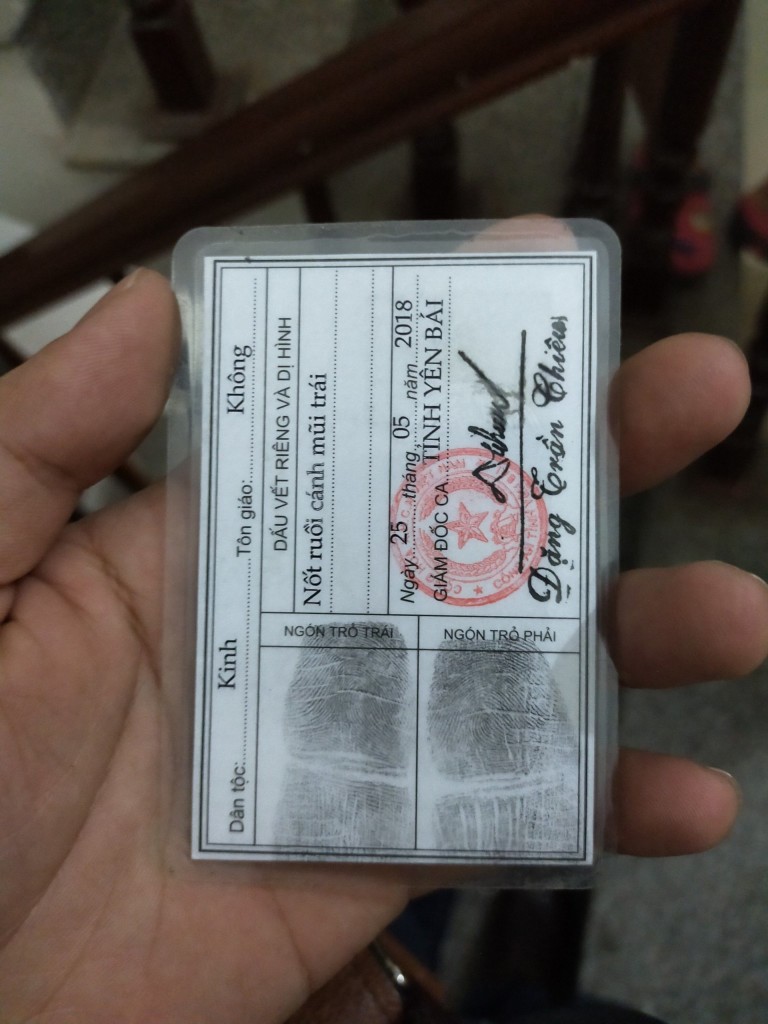 Dân tộc:........Kinh........Tôn giáo:........Không
DẤU VẾT RIÊNG VÀ DỊ HÌNH
Nốt ruồi cánh mũi trái
Ngày 25 tháng 05 năm 2018
GIÁM ĐỐC CA TỈNH YÊN BÁI
Đặng Trần Chiêu
NGÓN TRỎ TRÁI
NGÓN TRỎ PHẢI